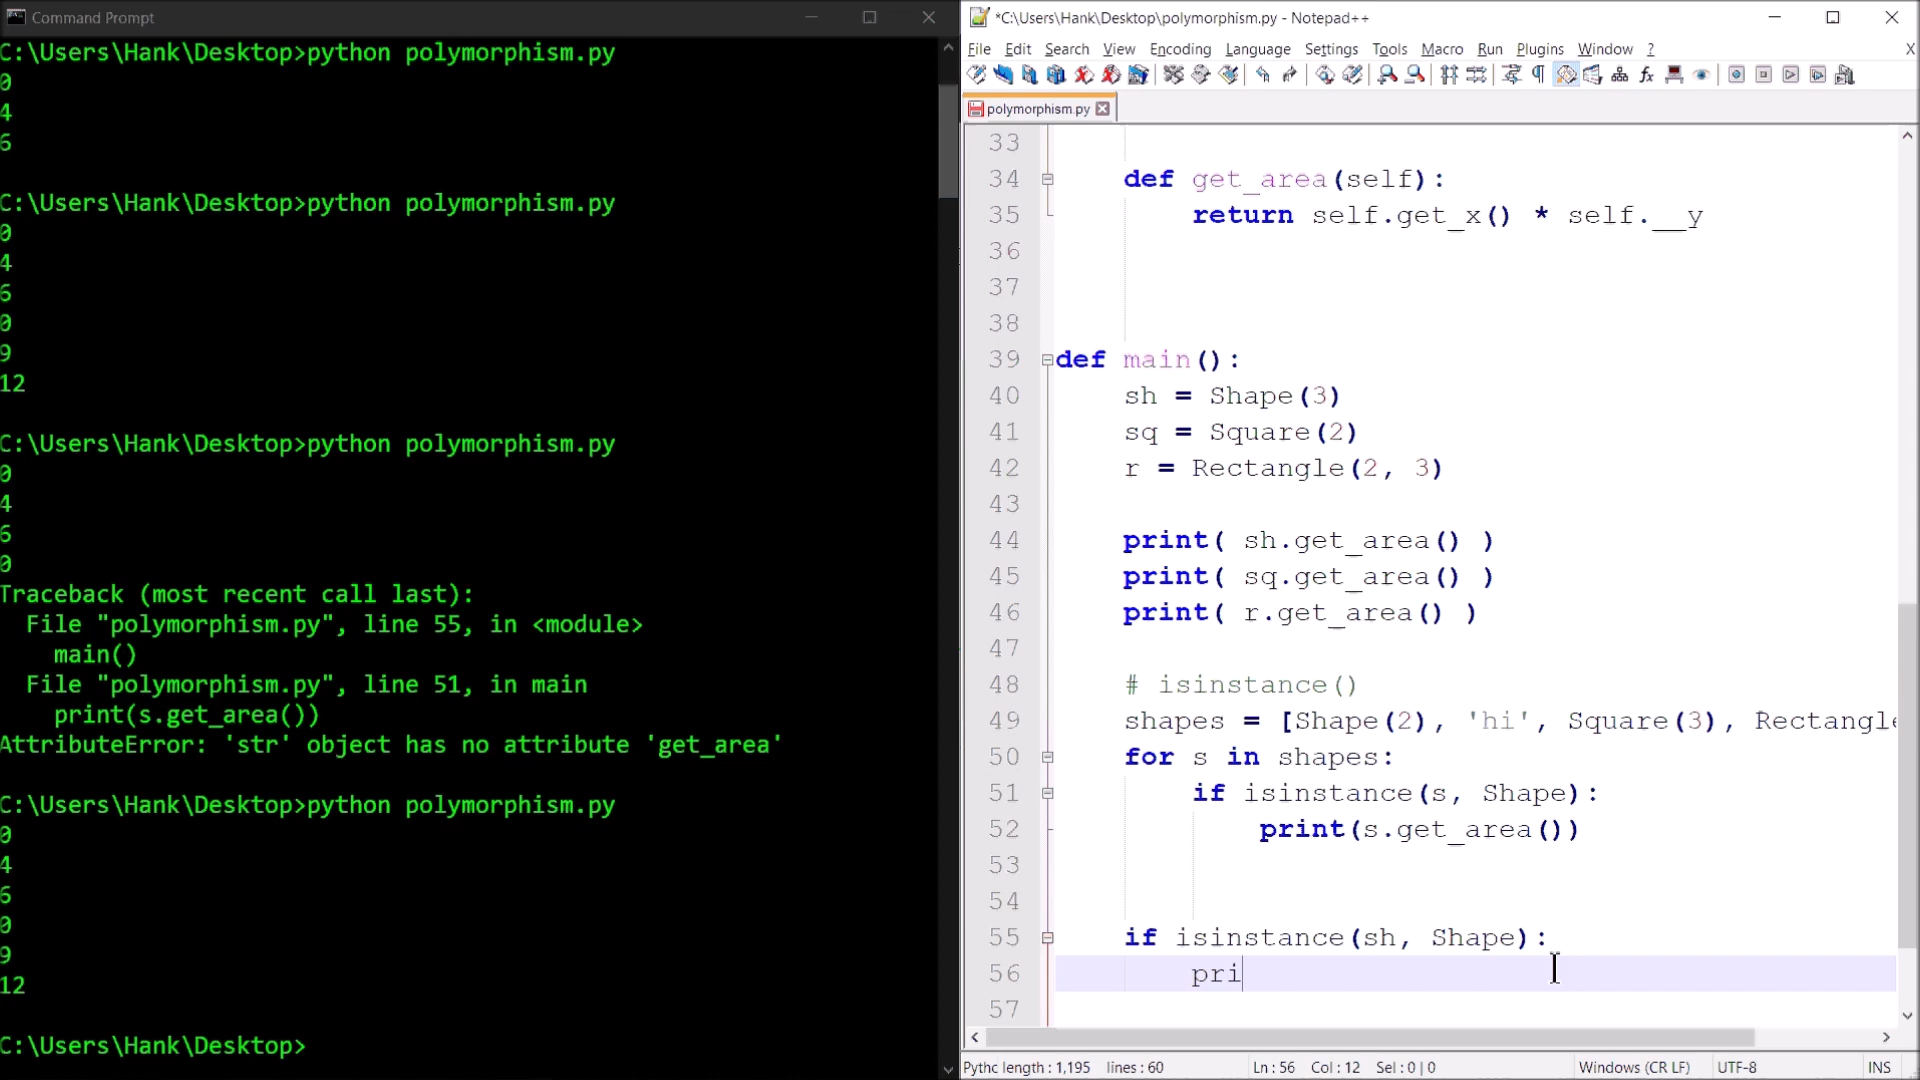 Command Prompt
C:\Users\Hank\Desktop>python polymorphism.py
0
4
6
C:\Users\Hank\Desktop>python polymorphism.py
0
4
6
0
9
12
C:\Users\Hank\Desktop>python polymorphism.py
0
4
6
0
Traceback (most recent call last):
  File "polymorphism.py", line 55, in <module>
    main()
  File "polymorphism.py", line 51, in main
    print(s.get_area())
AttributeError: 'str' object has no attribute 'get_area'
C:\Users\Hank\Desktop>python polymorphism.py
0
4
6
0
9
12
C:\Users\Hank\Desktop>
*C:\Users\Hank\Desktop\polymorphism.py - Notepad++
File Edit Search View Encoding Language Settings Tools Macro Run Plugins Window ? X
polymorphism.py
33
34 def get_area(self):
35 return self.get_x() * self.__y
36
37
38
39 def main():
40 sh = Shape(3)
41 sq = Square(2)
42 r = Rectangle(2, 3)
43
44 print( sh.get_area() )
45 print( sq.get_area() )
46 print( r.get_area() )
47
48 # isinstance()
49 shapes = [Shape(2), 'hi', Square(3), Rectangle
50 for s in shapes:
51 if isinstance(s, Shape):
52 print(s.get_area())
53
54
55 if isinstance(sh, Shape):
56 pri
57
Pythc length : 1,195 lines : 60 Ln : 56 Col : 12 Sel : 0 | 0 Windows (CR LF) UTF-8 INS